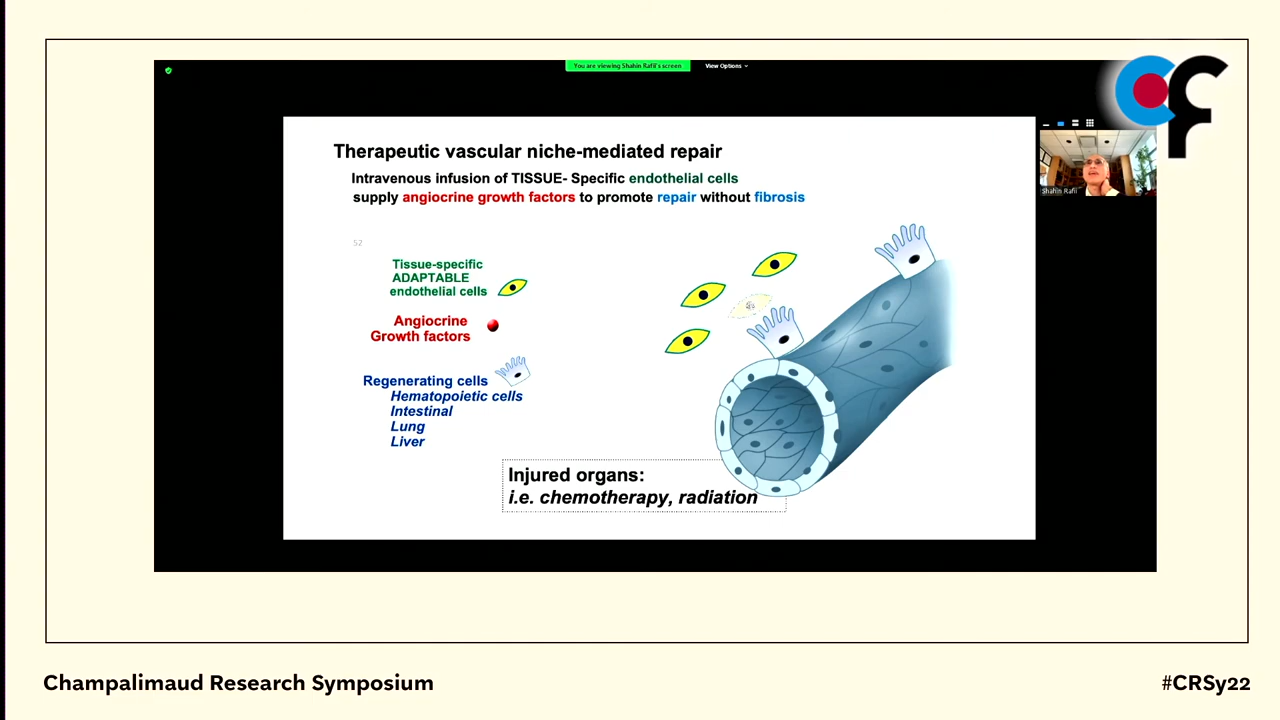 You are viewing Shahin Rafii's screen
View Options
Therapeutic vascular niche-mediated repair
Intravenous infusion of TISSUE- Specific endothelial cells
supply angiocrine growth factors to promote repair without fibrosis
Shahin Rafii
52
Tissue-specific
ADAPTABLE
endothelial cells
Angiocrine
Growth factors
Regenerating cells
Hematopoietic cells
Intestinal
Lung
Liver
Injured organs:
i.e. chemotherapy, radiation
Champalimaud Research Symposium
#CRSy22